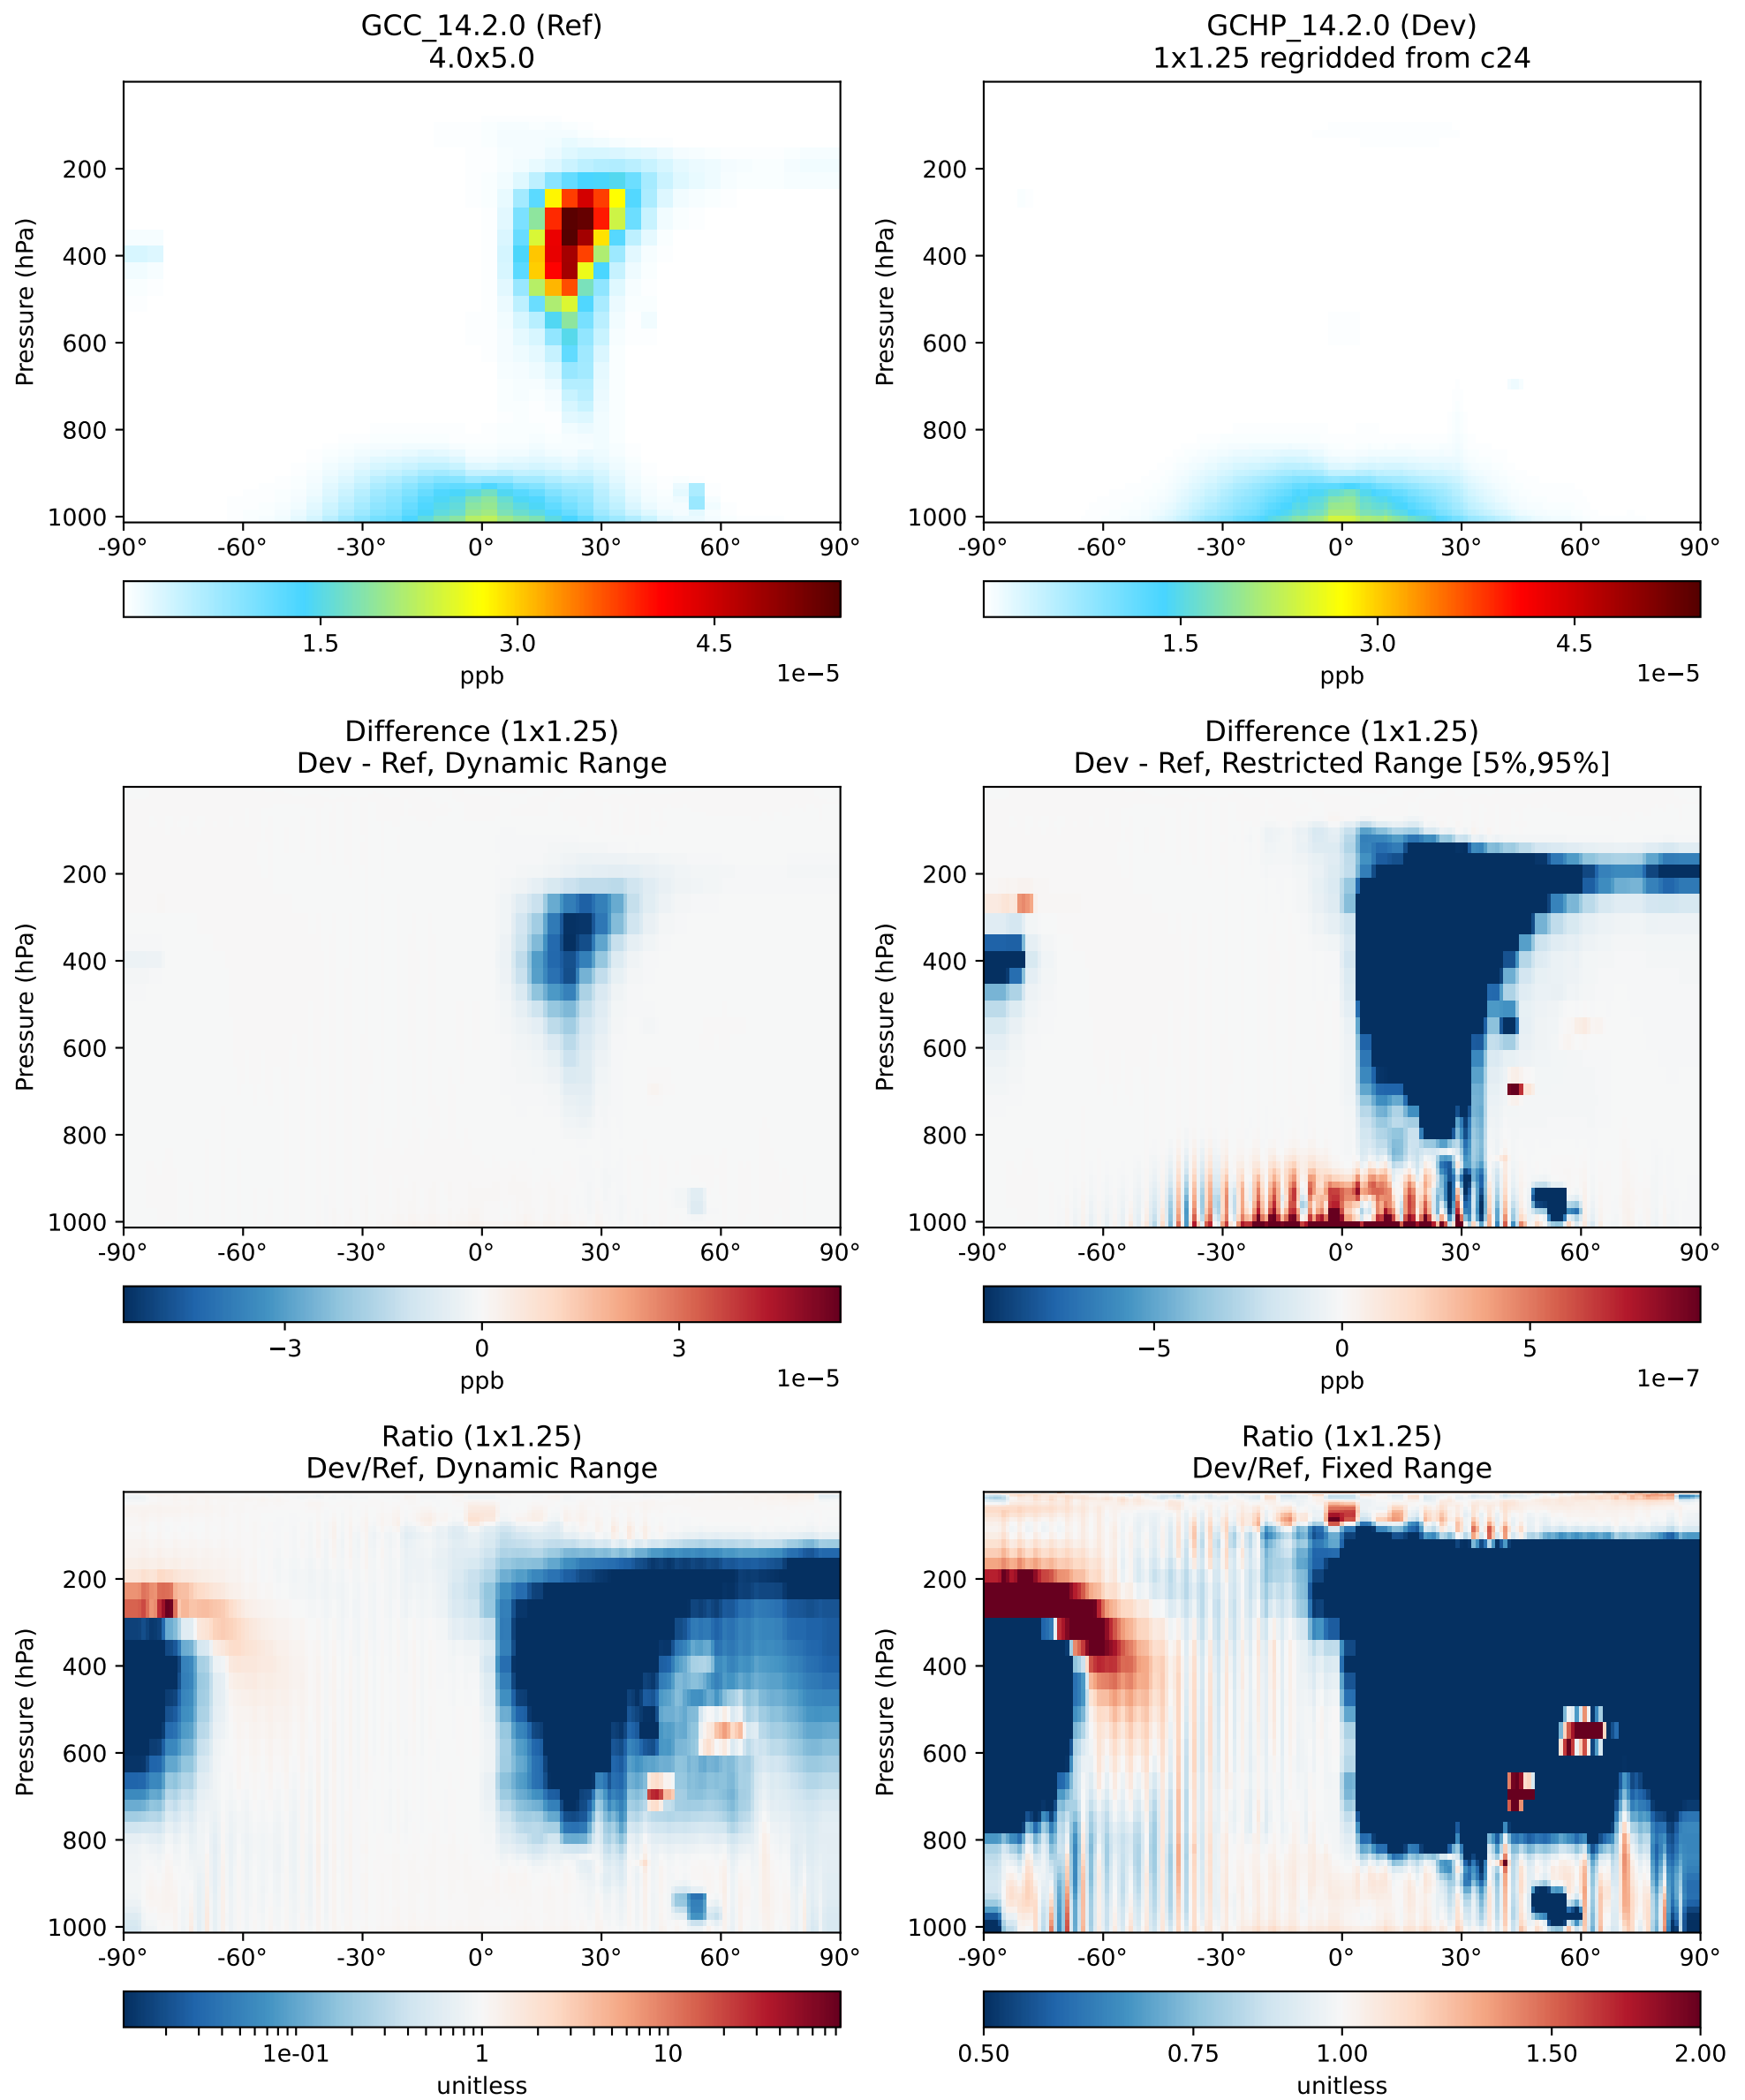 GCC_14.2.0 (Ref)
4.0x5.0
Pressure (hPa)
200
400
600
800
1000
-90° -60° -30° 0° 30° 60° 90°
1.5 3.0 4.5
ppb
1e−5
GCHP_14.2.0 (Dev)
1x1.25 regridded from c24
Pressure (hPa)
200
400
600
800
1000
-90° -60° -30° 0° 30° 60° 90°
1.5 3.0 4.5
ppb
1e−5
Difference (1x1.25)
Dev - Ref, Dynamic Range
Pressure (hPa)
200
400
600
800
1000
-90° -60° -30° 0° 30° 60° 90°
−3 0 3
ppb
1e−5
Difference (1x1.25)
Dev - Ref, Restricted Range [5%,95%]
Pressure (hPa)
200
400
600
800
1000
-90° -60° -30° 0° 30° 60° 90°
−5 0 5
ppb
1e−7
Ratio (1x1.25)
Dev/Ref, Dynamic Range
Pressure (hPa)
200
400
600
800
1000
-90° -60° -30° 0° 30° 60° 90°
1e-01 1 10
unitless
Ratio (1x1.25)
Dev/Ref, Fixed Range
Pressure (hPa)
200
400
600
800
1000
-90° -60° -30° 0° 30° 60° 90°
0.50 0.75 1.00 1.50 2.00
unitless